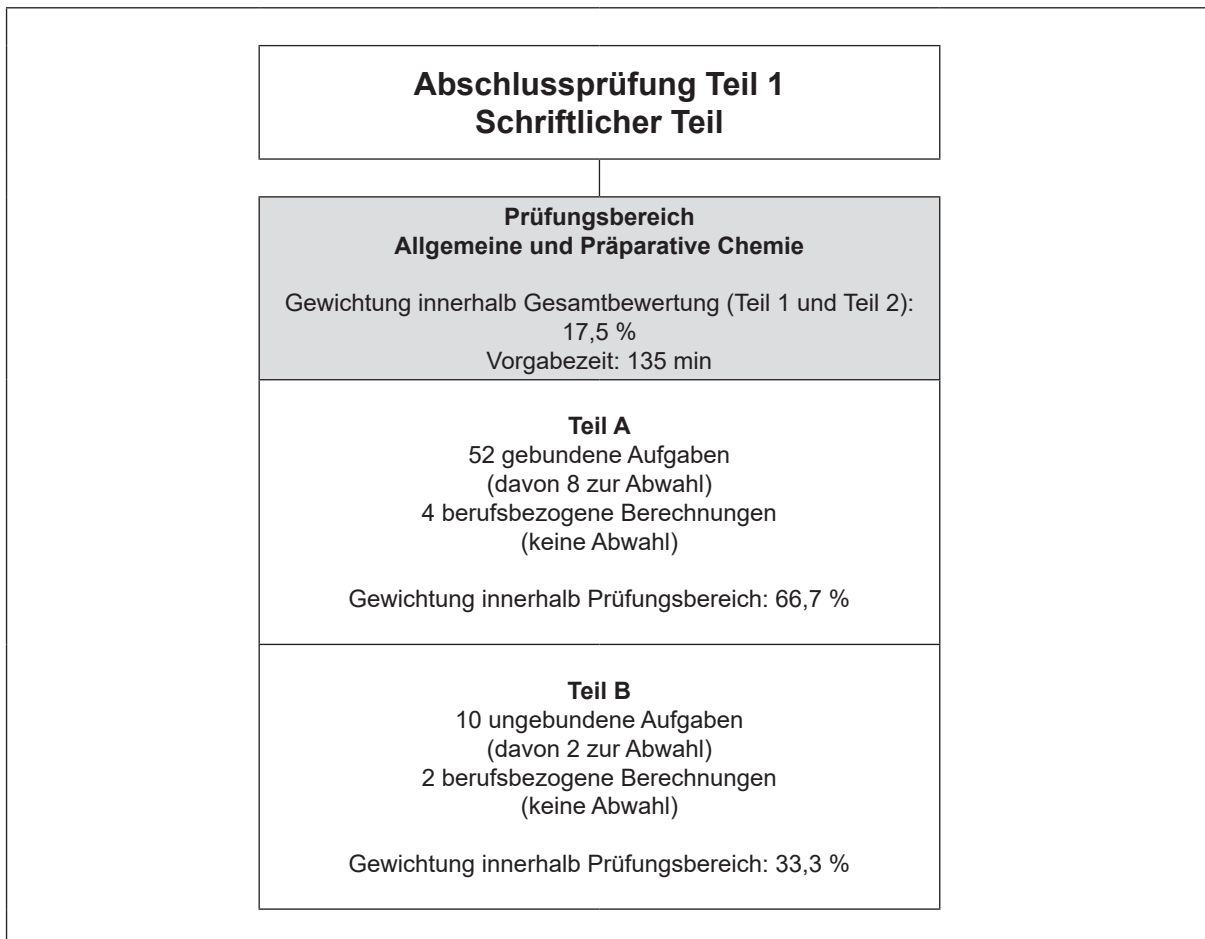 Abschlussprüfung Teil 1
Schriftlicher Teil
Prüfungsbereich
Allgemeine und Präparative Chemie
Gewichtung innerhalb Gesamtbewertung (Teil 1 und Teil 2):
17,5 %
Vorgabezeit: 135 min
Teil A
52 gebundene Aufgaben
(davon 8 zur Abwahl)
4 berufsbezogene Berechnungen
(keine Abwahl)
Gewichtung innerhalb Prüfungsbereich: 66,7 %
Teil B
10 ungebundene Aufgaben
(davon 2 zur Abwahl)
2 berufsbezogene Berechnungen
(keine Abwahl)
Gewichtung innerhalb Prüfungsbereich: 33,3 %